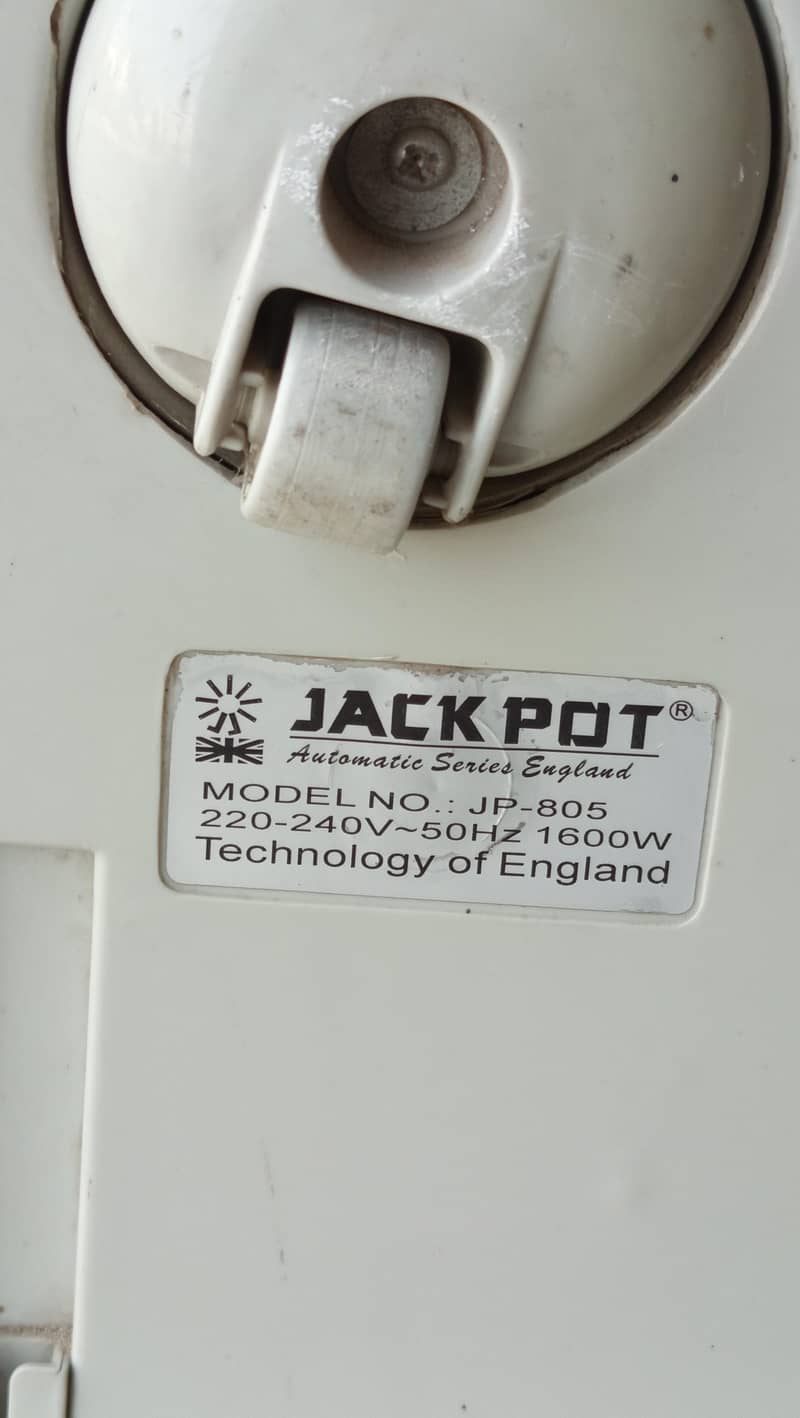 JACKPOT®
Automatic Series England
MODEL NO.: JP-805
220-240V~50Hz 1600W
Technology of England